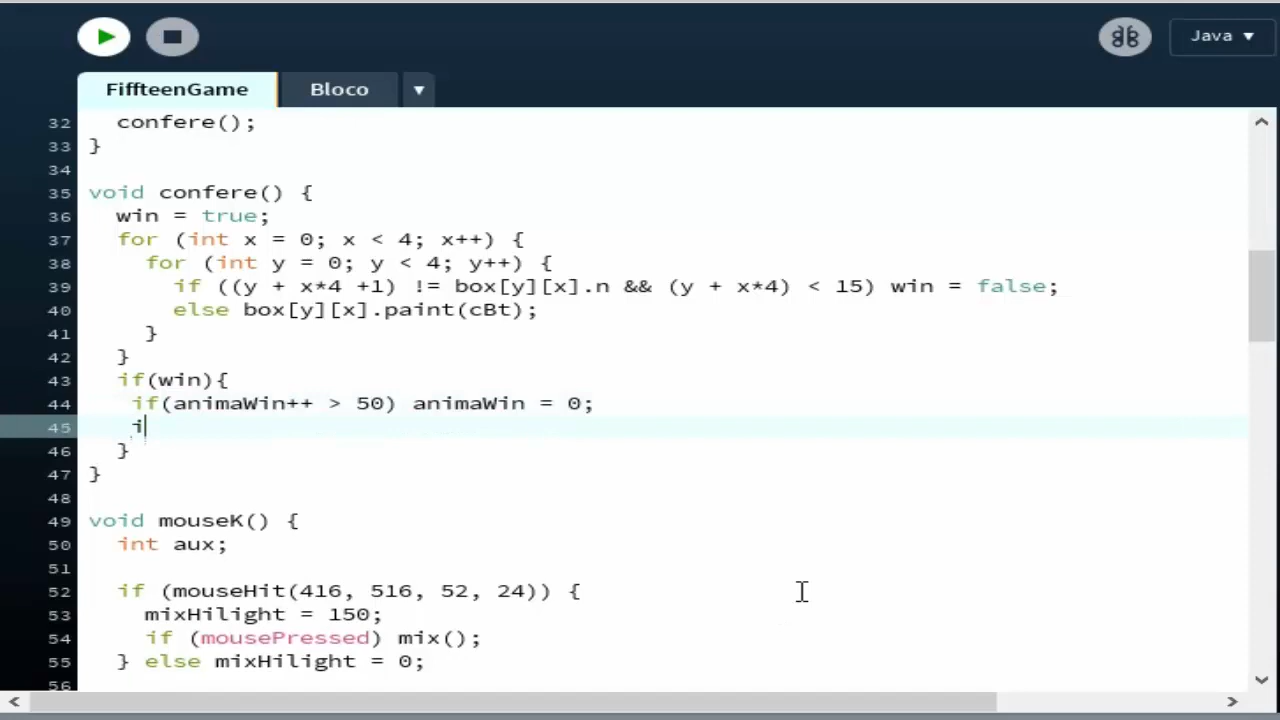 Java ▼
FiffteenGame Bloco ▼
32 confere();
33 }
34
35 void confere() {
36 win = true;
37 for (int x = 0; x < 4; x++) {
38 for (int y = 0; y < 4; y++) {
39 if ((y + x*4 +1) != box[y][x].n && (y + x*4) < 15) win = false;
40 else box[y][x].paint(cBt);
41 }
42 }
43 if(win){
44 if(animaWin++ > 50) animaWin = 0;
45 i
46 }
47 }
48
49 void mouseK() {
50 int aux;
51
52 if (mouseHit(416, 516, 52, 24)) {
53 mixHilight = 150;
54 if (mousePressed) mix();
55 } else mixHilight = 0;
56